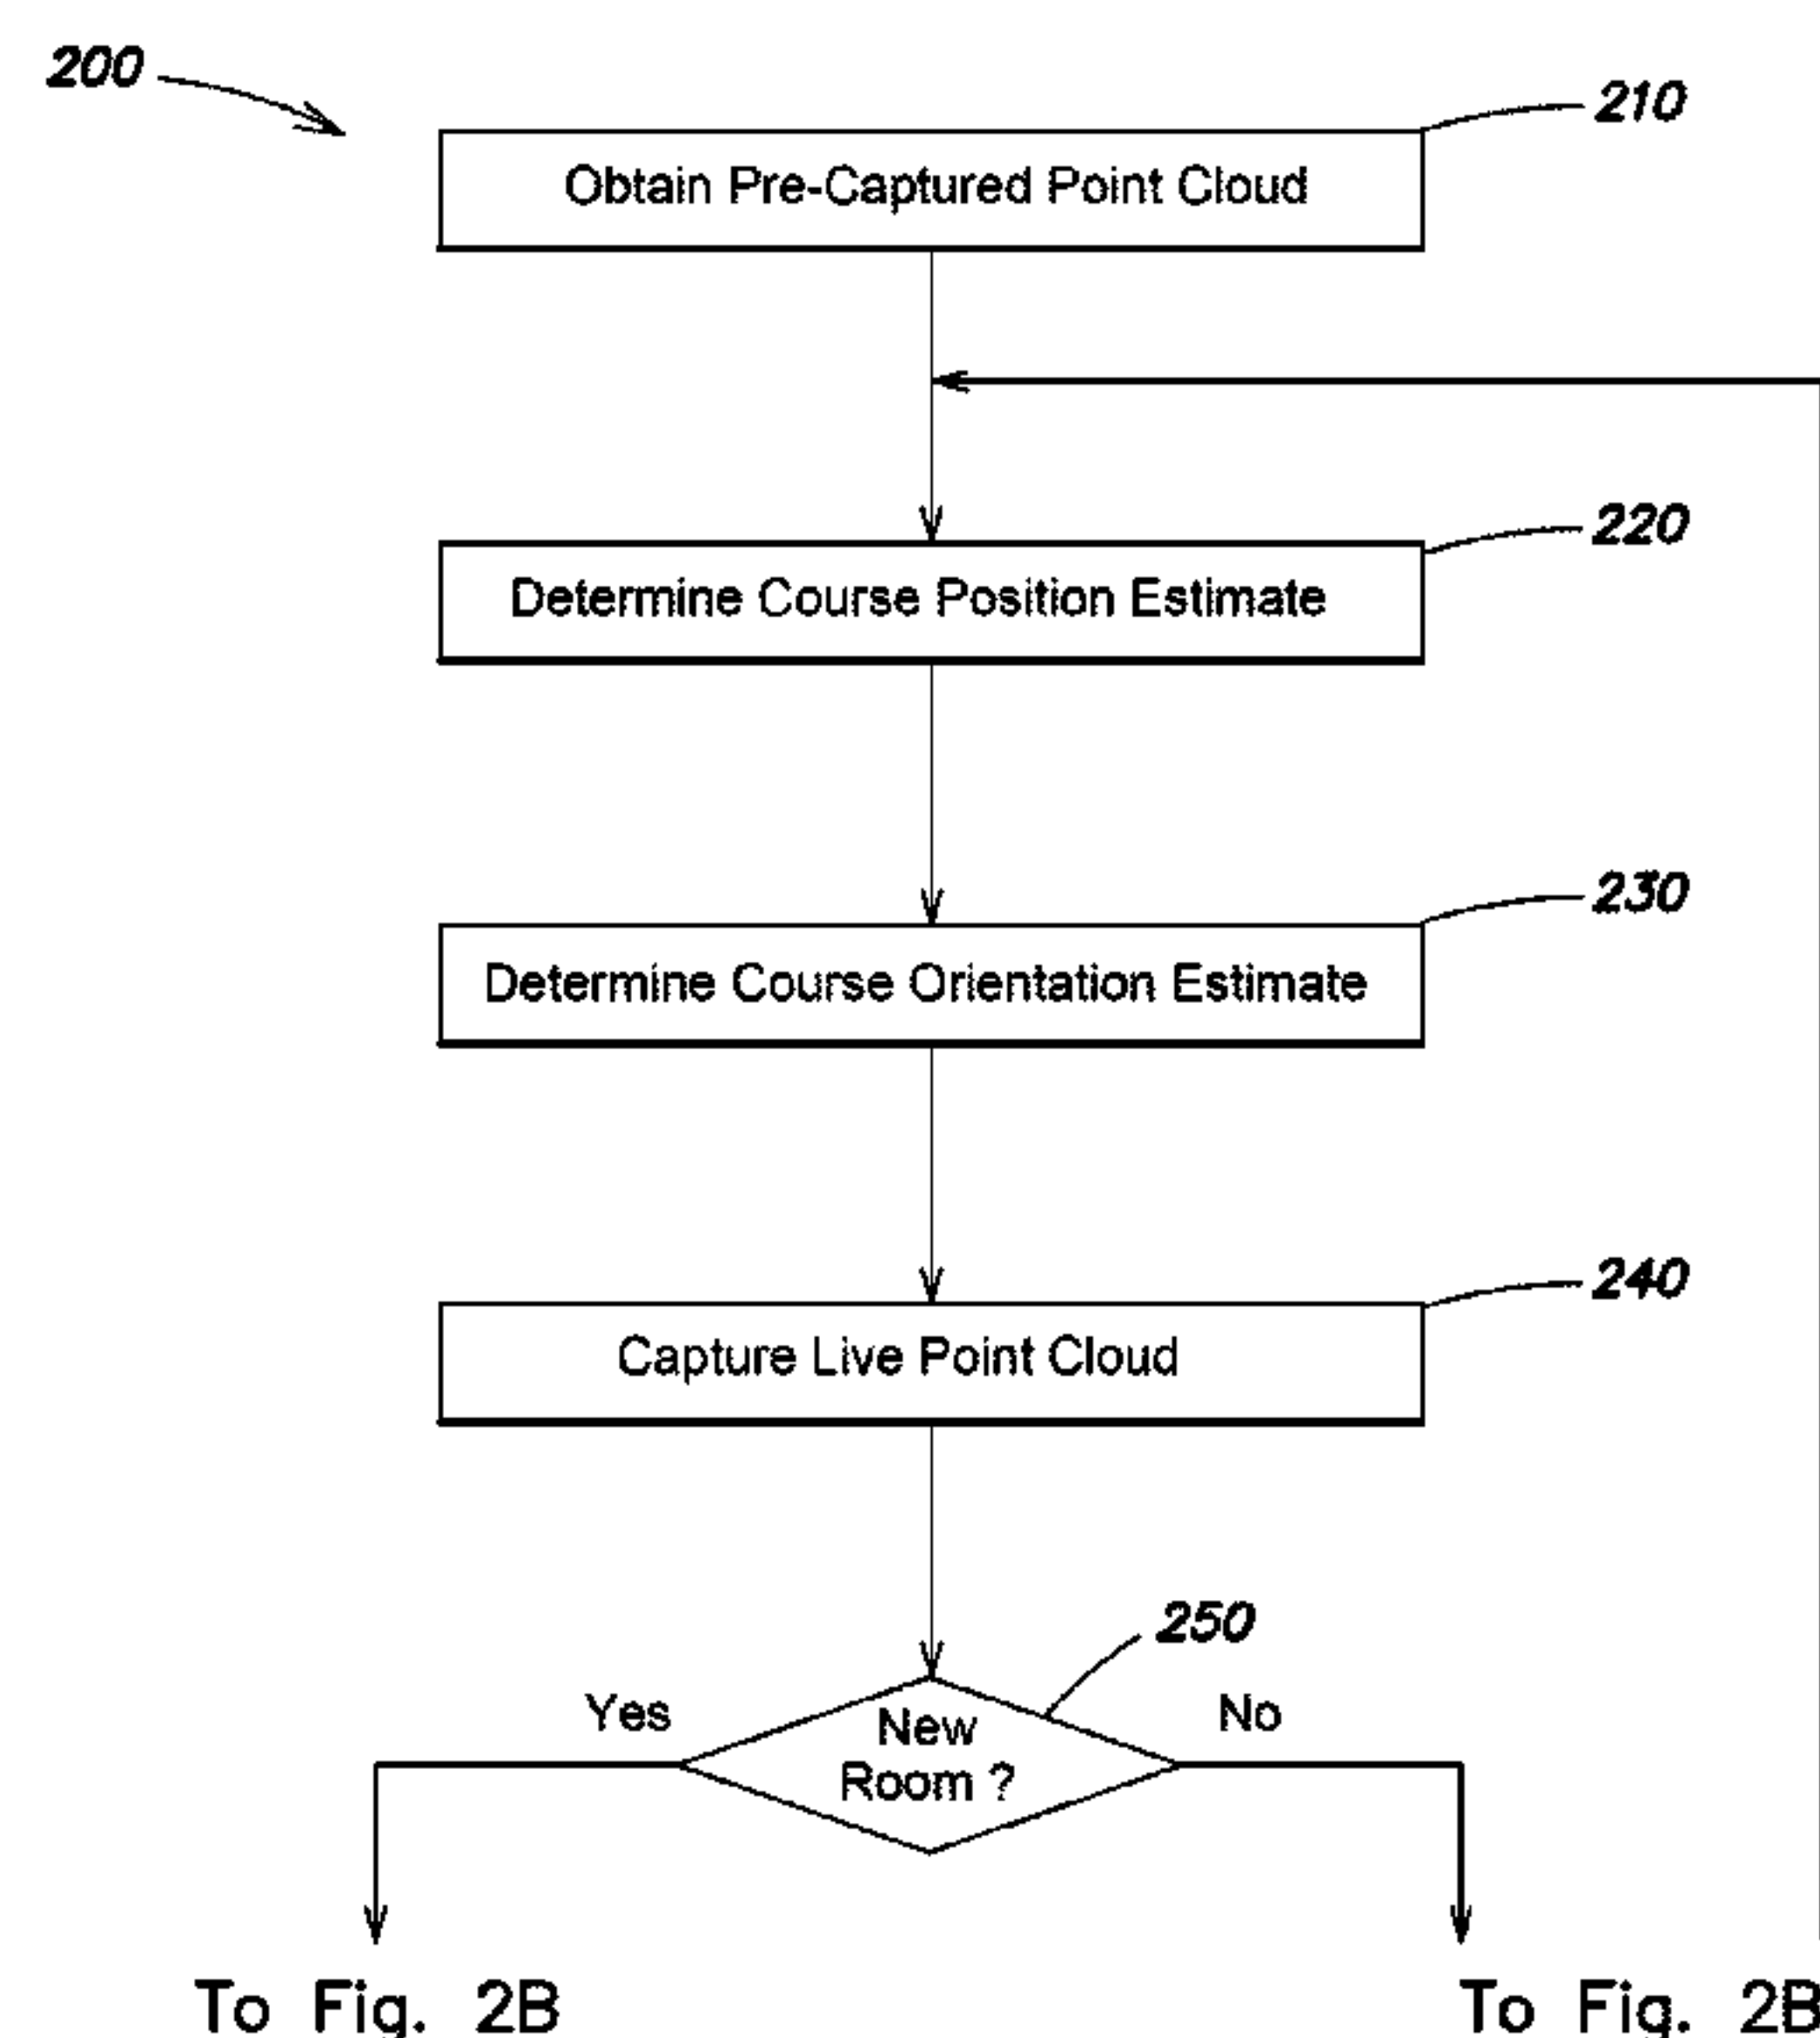 200
210
Obtain Pre-Captured Point Cloud
220
Determine Course Position Estimate
230
Determine Course Orientation Estimate
240
Capture Live Point Cloud
250
Yes
New
Room ?
No
To Fig. 2B
To Fig. 2B